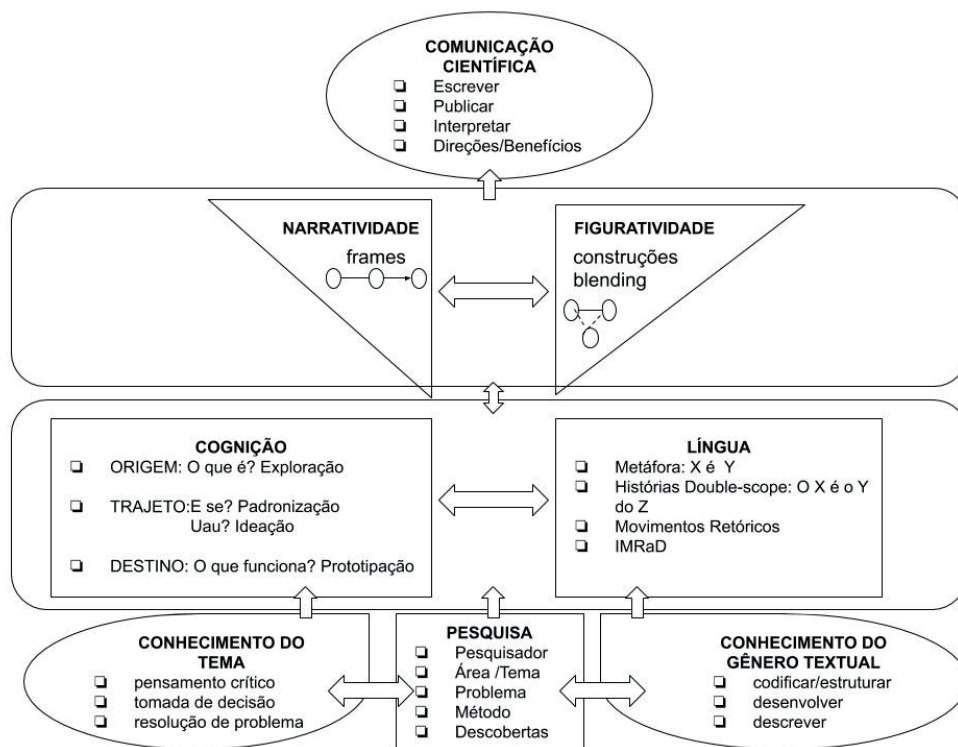 COMUNICAÇÃO
CIENTÍFICA
❏ Escrever
❏ Publicar
❏ Interpretar
❏ Direções/Benefícios
NARRATIVIDADE
frames
FIGURATIVIDADE
construções
blending
COGNIÇÃO
❏ ORIGEM: O que é? Exploração
❏ TRAJETO:E se? Padronização
Uau? Ideação
❏ DESTINO: O que funciona? Prototipação
LÍNGUA
❏ Metáfora: X é Y
❏ Histórias Double-scope: O X é o Y
do Z
❏ Movimentos Retóricos
❏ IMRaD
CONHECIMENTO DO
TEMA
❏ pensamento crítico
❏ tomada de decisão
❏ resolução de problema
PESQUISA
❏ Pesquisador
❏ Área /Tema
❏ Problema
❏ Método
❏ Descobertas
CONHECIMENTO DO
GÊNERO TEXTUAL
❏ codificar/estruturar
❏ desenvolver
❏ descrever